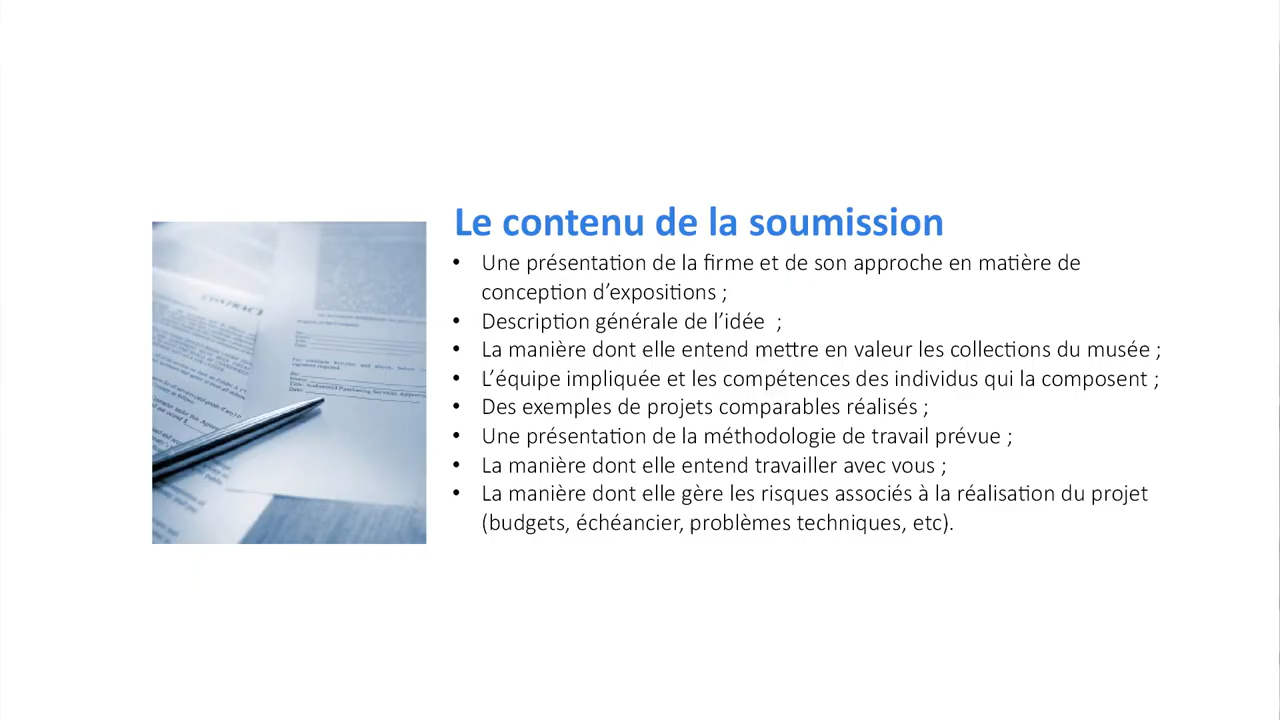 Le contenu de la soumission
• Une présentation de la firme et de son approche en matière de
conception d’expositions ;
• Description générale de l’idée  ;
• La manière dont elle entend mettre en valeur les collections du musée ;
• L’équipe impliquée et les compétences des individus qui la composent ;
• Des exemples de projets comparables réalisés ;
• Une présentation de la méthodologie de travail prévue ;
• La manière dont elle entend travailler avec vous ;
• La manière dont elle gère les risques associés à la réalisation du projet
(budgets, échéancier, problèmes techniques, etc).